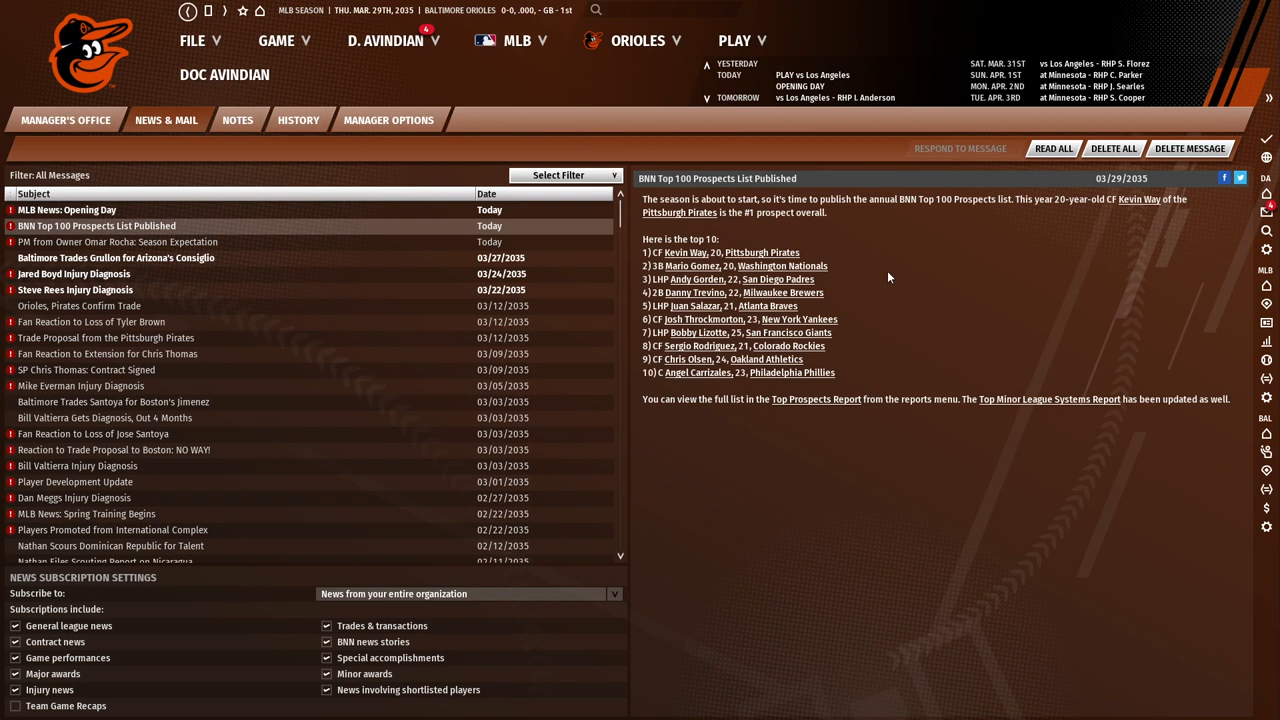 MLB SEASON | THU. MAR. 29TH, 2035 | BALTIMORE ORIOLES 0-0, .000, - GB - 1st
FILE GAME D. AVINDIAN 4 MLB ORIOLES PLAY
DOC AVINDIAN
YESTERDAY
TODAY PLAY vs Los Angeles
OPENING DAY
TOMORROW vs Los Angeles - RHP I. Anderson
SAT. MAR. 31ST vs Los Angeles - RHP S. Florez
SUN. APR. 1ST at Minnesota - RHP C. Parker
MON. APR. 2ND at Minnesota - RHP J. Searles
TUE. APR. 3RD at Minnesota - RHP S. Cooper
MANAGER'S OFFICE NEWS & MAIL NOTES HISTORY MANAGER OPTIONS
RESPOND TO MESSAGE READ ALL DELETE ALL DELETE MESSAGE
Filter: All Messages Select Filter
Subject Date
MLB News: Opening Day Today
BNN Top 100 Prospects List Published Today
PM from Owner Omar Rocha: Season Expectation Today
Baltimore Trades Grullon for Arizona's Consiglio 03/27/2035
Jared Boyd Injury Diagnosis 03/24/2035
Steve Rees Injury Diagnosis 03/22/2035
Orioles, Pirates Confirm Trade 03/12/2035
Fan Reaction to Loss of Tyler Brown 03/12/2035
Trade Proposal from the Pittsburgh Pirates 03/12/2035
Fan Reaction to Extension for Chris Thomas 03/09/2035
SP Chris Thomas: Contract Signed 03/09/2035
Mike Everman Injury Diagnosis 03/05/2035
Baltimore Trades Santoya for Boston's Jimenez 03/03/2035
Bill Valtierra Gets Diagnosis, Out 4 Months 03/03/2035
Fan Reaction to Loss of Jose Santoya 03/03/2035
Reaction to Trade Proposal to Boston: NO WAY! 03/03/2035
Bill Valtierra Injury Diagnosis 03/03/2035
Player Development Update 03/01/2035
Dan Meggs Injury Diagnosis 02/27/2035
MLB News: Spring Training Begins 02/22/2035
Players Promoted from International Complex 02/22/2035
Nathan Scours Dominican Republic for Talent 02/12/2035
Nathan Files Scouting Report on Nicaragua 02/11/2035
NEWS SUBSCRIPTION SETTINGS
Subscribe to: News from your entire organization
Subscriptions include:
General league news Trades & transactions
Contract news BNN news stories
Game performances Special accomplishments
Major awards Minor awards
Injury news News involving shortlisted players
Team Game Recaps
BNN Top 100 Prospects List Published 03/29/2035
The season is about to start, so it's time to publish the annual BNN Top 100 Prospects list. This year 20-year-old CF Kevin Way of the
Pittsburgh Pirates is the #1 prospect overall.
Here is the top 10:
1) CF Kevin Way, 20, Pittsburgh Pirates
2) 3B Mario Gomez, 20, Washington Nationals
3) LHP Andy Gorden, 22, San Diego Padres
4) 2B Danny Trevino, 22, Milwaukee Brewers
5) LHP Juan Salazar, 21, Atlanta Braves
6) CF Josh Throckmorton, 23, New York Yankees
7) LHP Bobby Lizotte, 25, San Francisco Giants
8) CF Sergio Rodriguez, 21, Colorado Rockies
9) CF Chris Olsen, 24, Oakland Athletics
10) C Angel Carrizales, 23, Philadelphia Phillies
You can view the full list in the Top Prospects Report from the reports menu. The Top Minor League Systems Report has been updated as well.
DA
4
MLB
BAL